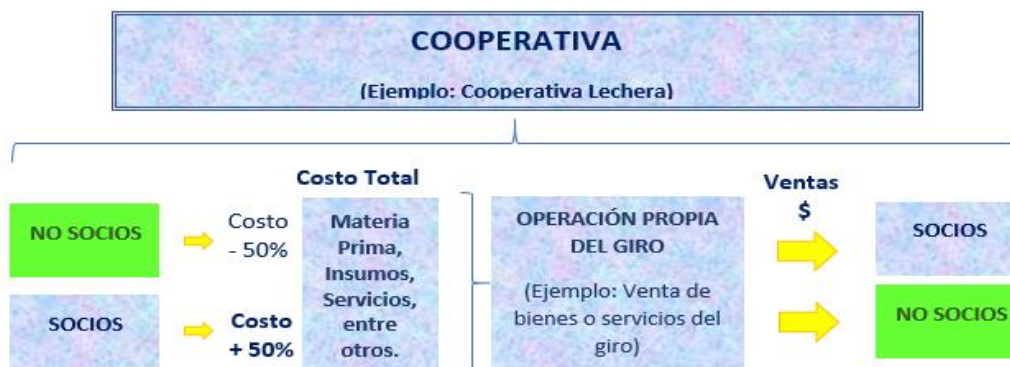 COOPERATIVA
(Ejemplo: Cooperativa Lechera)
Costo Total
Ventas
$
NO SOCIOS
Costo
- 50%
SOCIOS
Costo
+ 50%
Materia
Prima,
Insumos,
Servicios,
entre
otros.
OPERACIÓN PROPIA
DEL GIRO
(Ejemplo: Venta de
bienes o servicios del
giro)
SOCIOS
NO SOCIOS